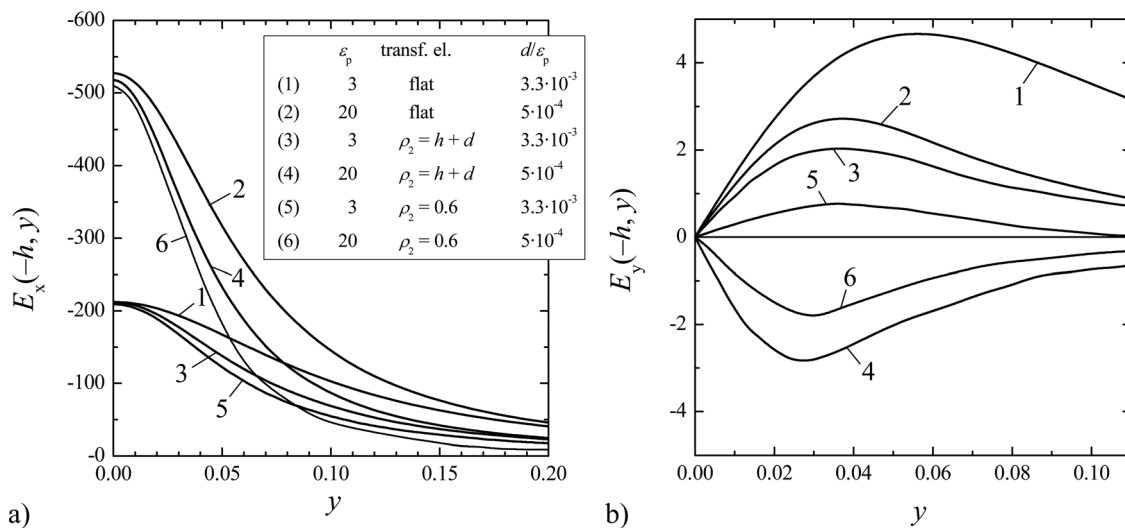 -600
-500
-400
-300
-200
-100
-0
E_x(−h, y)
ε_p transf. el. d/ε_p
(1) 3 flat 3.3·10⁻³
(2) 20 flat 5·10⁻⁴
(3) 3 ρ₂ = h + d 3.3·10⁻³
(4) 20 ρ₂ = h + d 5·10⁻⁴
(5) 3 ρ₂ = 0.6 3.3·10⁻³
(6) 20 ρ₂ = 0.6 5·10⁻⁴
2
6
4
1
3
5
0.00 0.05 0.10 0.15 0.20
y
a)
4
2
0
-2
-4
E_y(−h, y)
1
2
3
5
6
4
0.00 0.02 0.04 0.06 0.08 0.10
y
b)